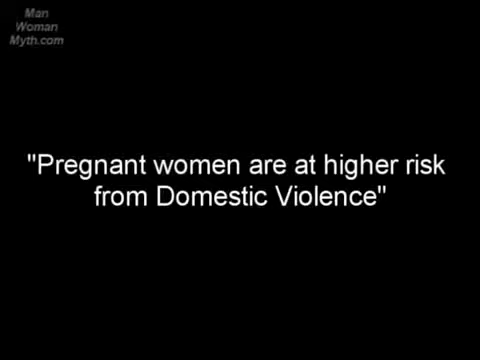 Man
Woman
Myth.com
"Pregnant women are at higher risk
from Domestic Violence"